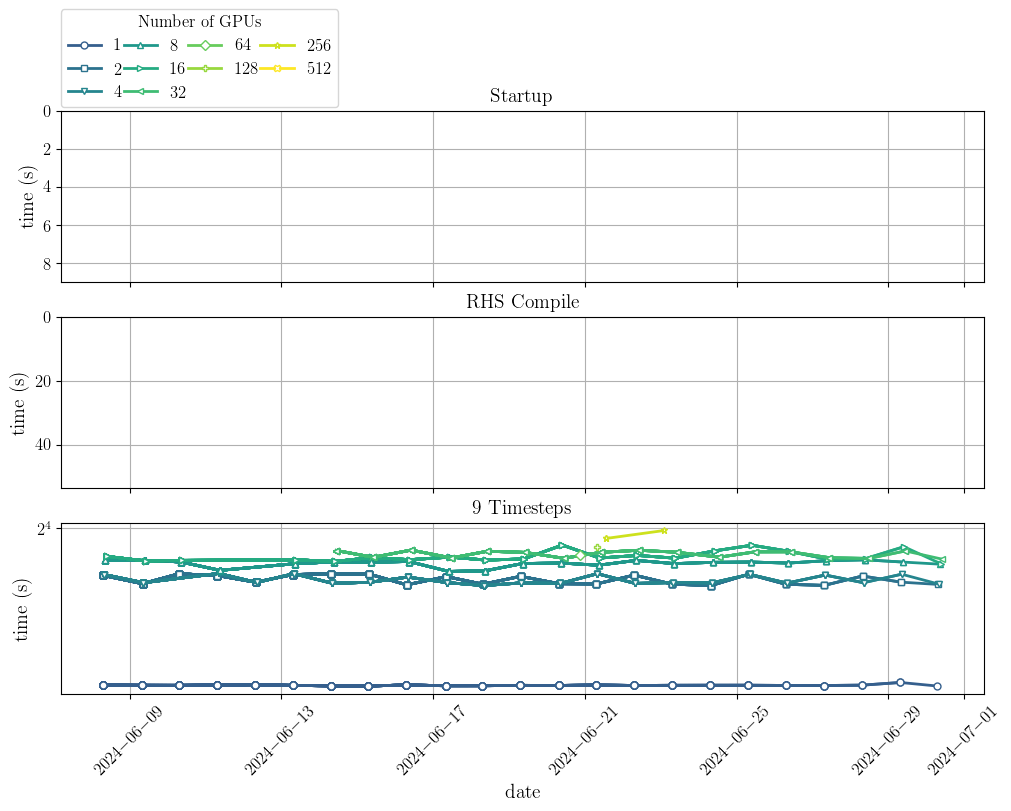 Number of GPUs
1 8 64 256
2 16 128 512
4 32
Startup
0
2
4
6
8
time (s)
RHS Compile
0
20
40
time (s)
9 Timesteps
2^4
time (s)
2024−06−09 2024−06−13 2024−06−17 2024−06−21 2024−06−25 2024−06−29 2024−07−01
date